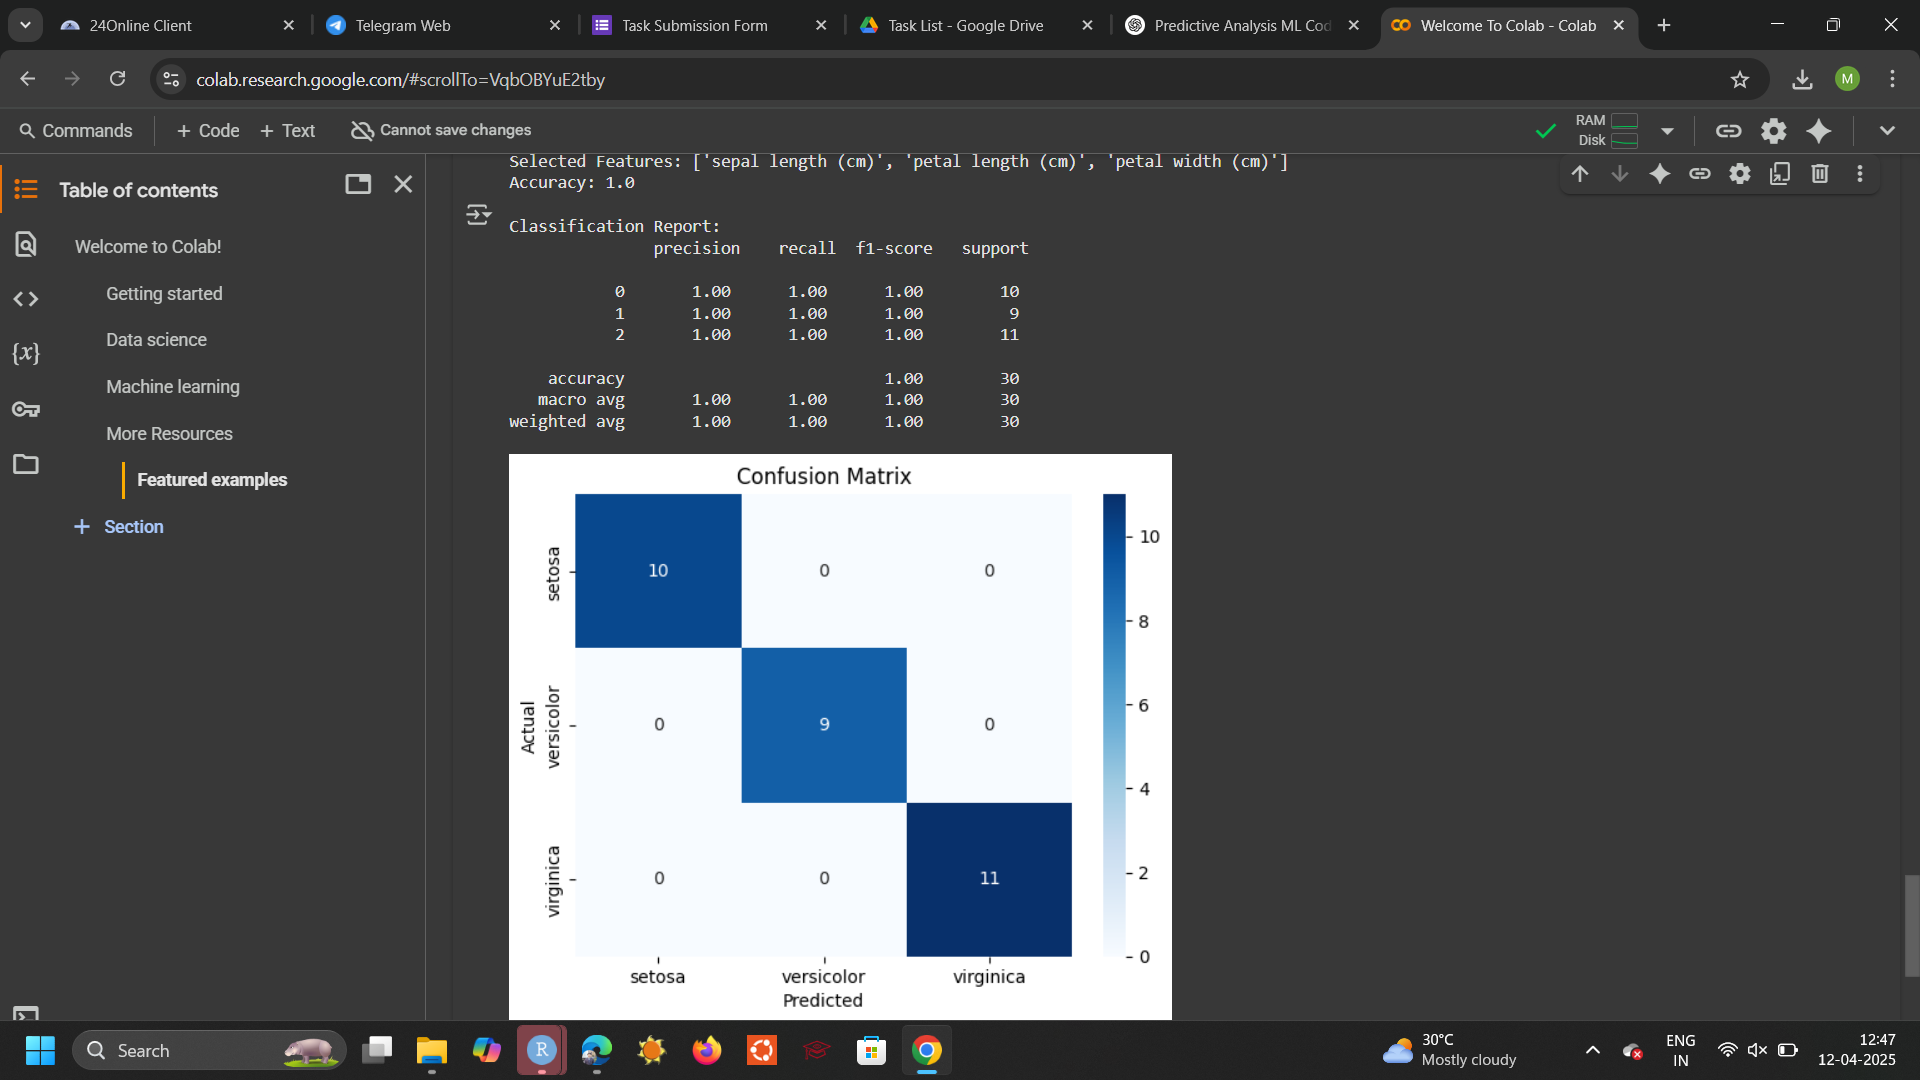 24Online Client
Telegram Web
Task Submission Form
Task List - Google Drive
Predictive Analysis ML Cod
Welcome To Colab - Colab
colab.research.google.com/#scrollTo=VqbOBYuE2tby
M
Commands
+ Code
+ Text
Cannot save changes
RAM
Disk
Table of contents
Welcome to Colab!
Getting started
Data science
Machine learning
More Resources
Featured examples
+ Section
Selected Features: ['sepal length (cm)', 'petal length (cm)', 'petal width (cm)']
Accuracy: 1.0
Classification Report:
precision recall f1-score support
0 1.00 1.00 1.00 10
1 1.00 1.00 1.00 9
2 1.00 1.00 1.00 11
accuracy 1.00 30
macro avg 1.00 1.00 1.00 30
weighted avg 1.00 1.00 1.00 30
Confusion Matrix
setosa
10 0 0
Actual
versicolor
0 9 0
virginica
0 0 11
setosa versicolor virginica
Predicted
10
8
6
4
2
0
Search
R
30°C
Mostly cloudy
ENG
IN
12:47
12-04-2025